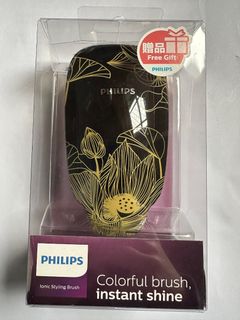 贈品
Free Gift
PHILIPS
PHILIPS
PHILIPS
Ionic Styling Brush
Colorful brush,
instant shine